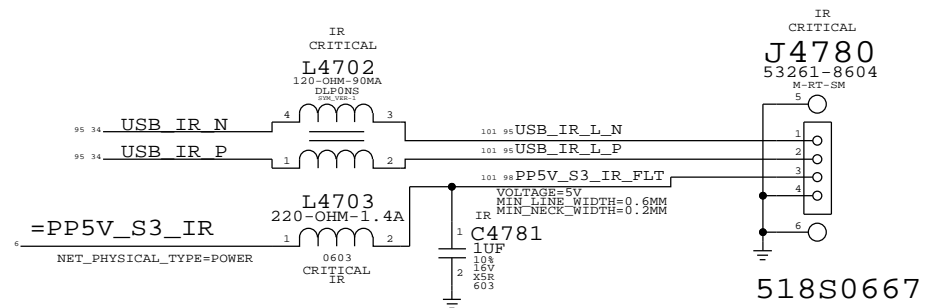 IR
CRITICAL
L4702
120-OHM-90MA
DLP0NS
SYM_VER-1
4
3
95 34 USB_IR_N
95 34 USB_IR_P
1
2
101 95 USB_IR_L_N
101 95 USB_IR_L_P
101 98 PP5V_S3_IR_FLT
VOLTAGE=5V
MIN_LINE_WIDTH=0.6MM
MIN_NECK_WIDTH=0.2MM
IR
CRITICAL
J4780
53261-8604
M-RT-SM
5
1
2
3
4
6
518S0667
L4703
220-OHM-1.4A
6 =PP5V_S3_IR
1
2
NET_PHYSICAL_TYPE=POWER
0603
CRITICAL
IR
IR
1
C4781
1UF
10%
16V
2
X5R
603